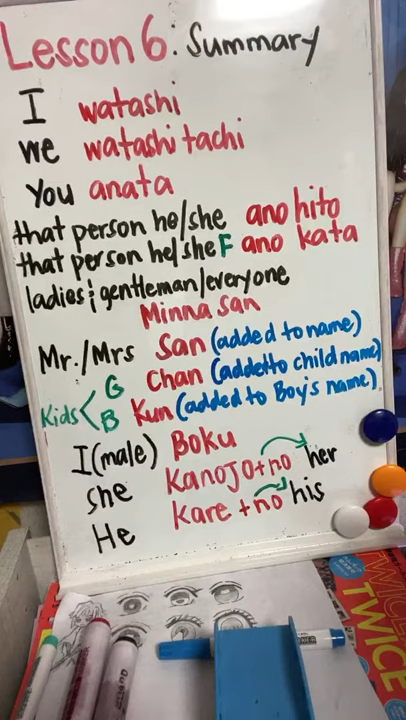 Lesson 6. Summary
I watashi
we watashi tachi
you anata
that person he/she ano hito
that person he/she F ano kata
ladies & gentleman/everyone
Minna san
Mr./Mrs San (added to name)
Kids < G Chan (addetto child name)
B Kun (added to Boy's name)
I (male) Boku
she Kanojo+no her
He kare +no his
TWICE
TWICE